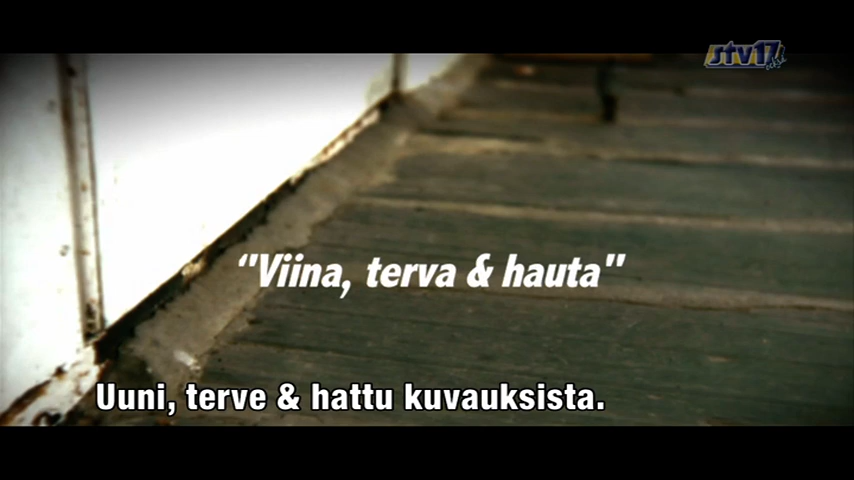 stv17
"Viina, terva & hauta"
Uuni, terve & hattu kuvauksista.